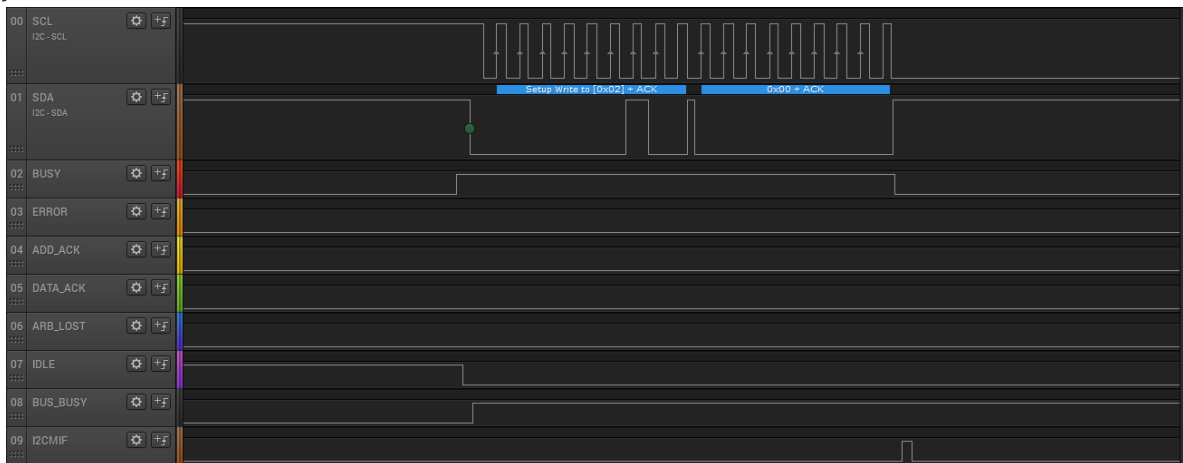 00 SCL
I2C - SCL
01 SDA
I2C - SDA
Setup Write to [0x02] + ACK
0x00 + ACK
02 BUSY
03 ERROR
04 ADD_ACK
05 DATA_ACK
06 ARB_LOST
07 IDLE
08 BUS_BUSY
09 I2CMIF